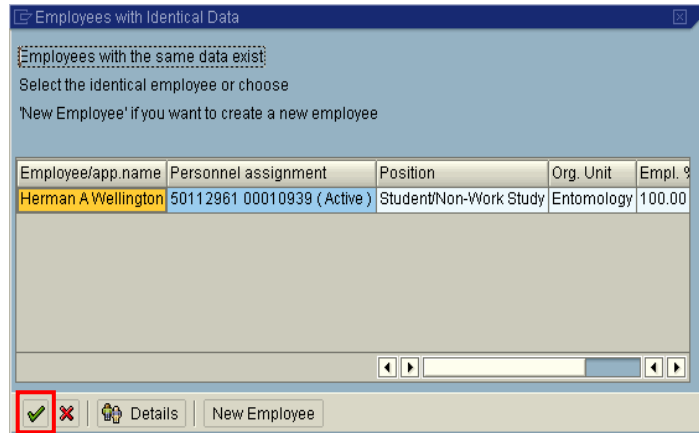 Employees with Identical Data
Employees with the same data exist
Select the identical employee or choose
'New Employee' if you want to create a new employee
Employee/app.name Personnel assignment Position Org. Unit Empl. %
Herman A Wellington 50112961 00010939 ( Active ) Student/Non-Work Study Entomology 100.00
Details New Employee